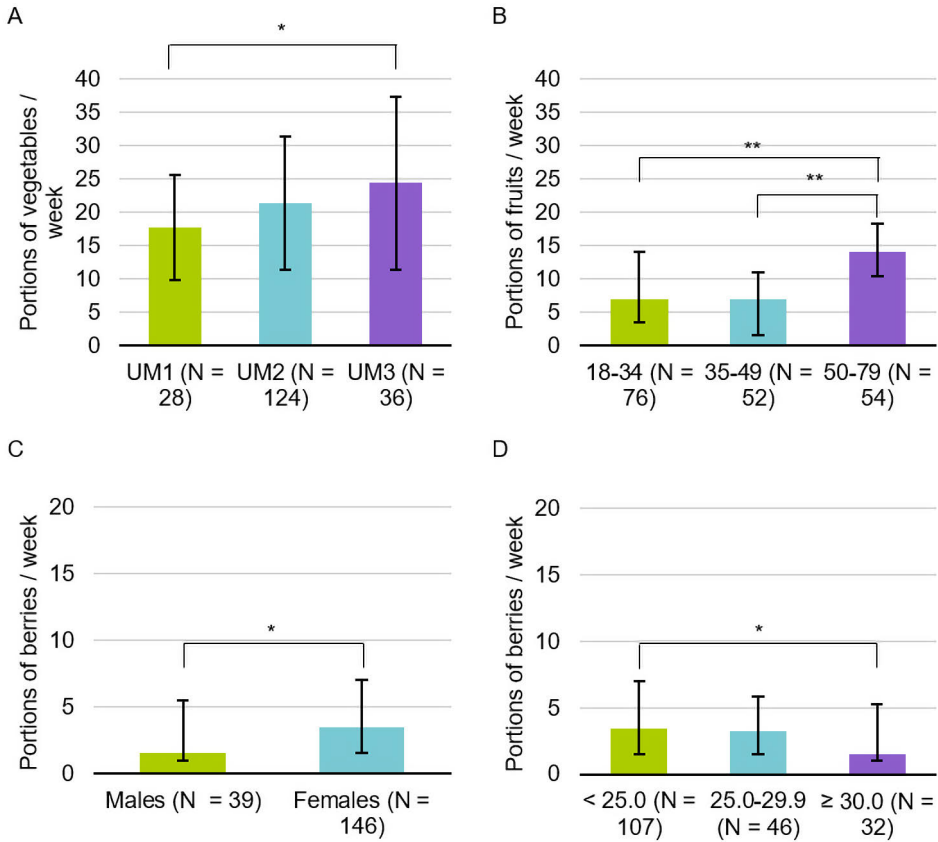 A
*
Portions of vegetables /
week
40
35
30
25
20
15
10
5
0
UM1 (N =
28)
UM2 (N =
124)
UM3 (N =
36)
B
**
**
Portions of fruits / week
40
35
30
25
20
15
10
5
0
18-34 (N =
76)
35-49 (N =
52)
50-79 (N =
54)
C
*
Portions of berries / week
20
15
10
5
0
Males (N = 39)
Females (N =
146)
D
*
Portions of berries / week
20
15
10
5
0
< 25.0 (N =
107)
25.0-29.9
(N = 46)
≥ 30.0 (N =
32)